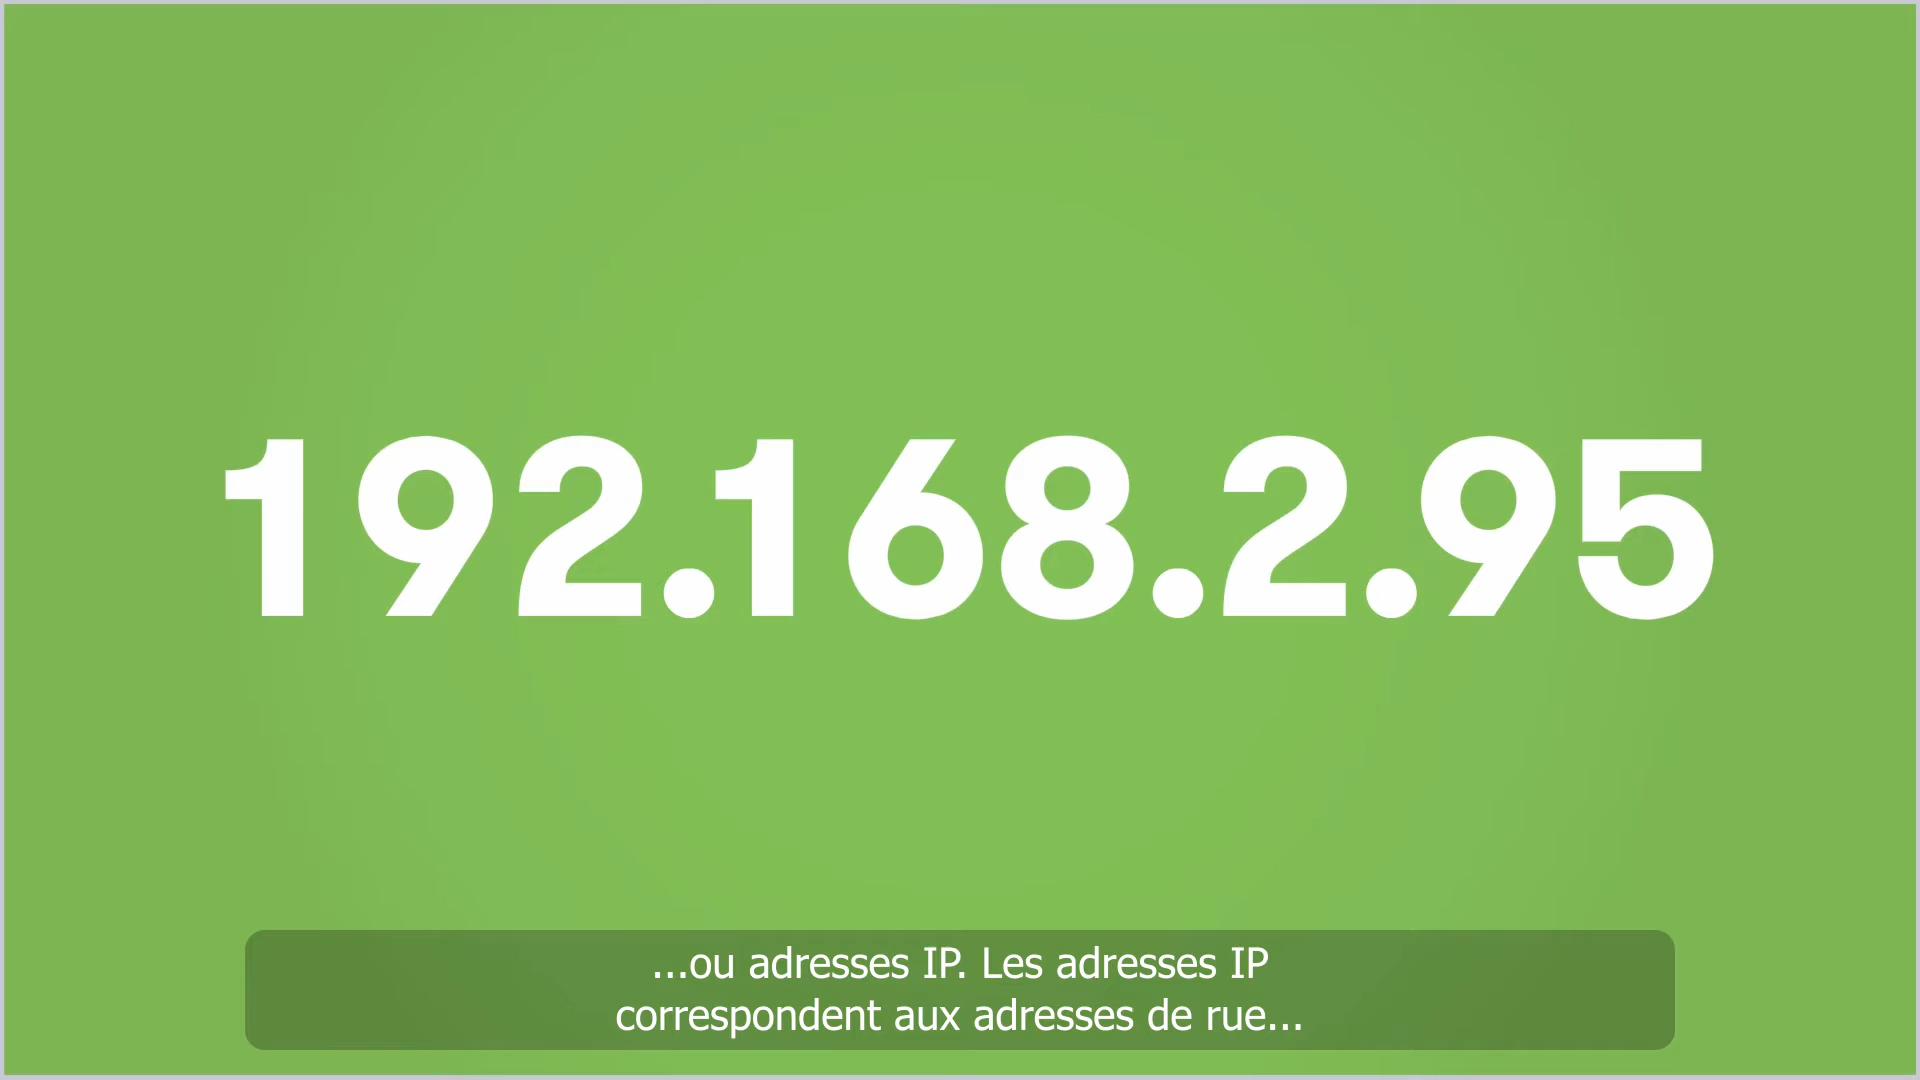 192.168.2.95
...ou adresses IP. Les adresses IP
correspondent aux adresses de rue...